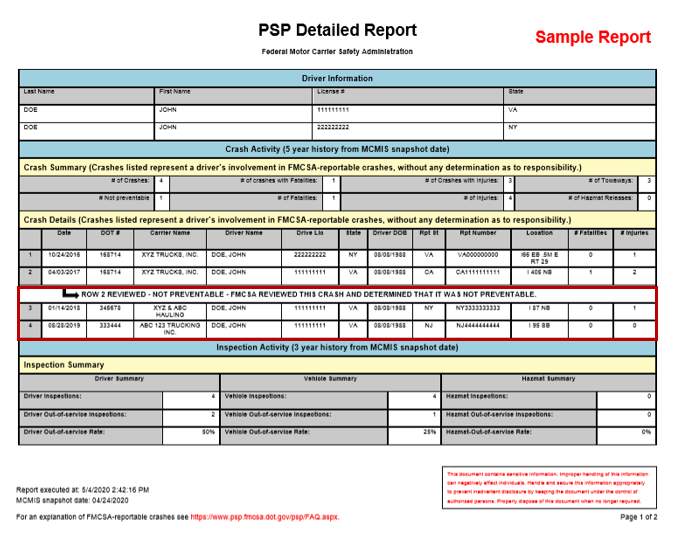 PSP Detailed Report
Sample Report
Federal Motor Carrier Safety Administration
Driver Information
Last Name First Name License # State
DOE JOHN 111111111 VA
DOE JOHN 222222222 NY
Crash Activity (5 year history from MCMIS snapshot date)
Crash Summary (Crashes listed represent a driver's involvement in FMCSA-reportable crashes, without any determination as to responsibility.)
# of Crashes: 4 # of crashes with Fatalities: 1 # of Crashes with Injuries: 3 # of Towaways: 3
# Not preventable 1 # of Fatalities: 1 # of Injuries: 4 # of Hazmat Releases: 0
Crash Details (Crashes listed represent a driver's involvement in FMCSA-reportable crashes, without any determination as to responsibility.)
Date DOT # Carrier Name Driver Name Drive Lic State Driver DOB Rpt St Rpt Number Location # Fatalities # Injuries
1 10/24/2016 168714 XYZ TRUCKS, INC. DOE, JOHN 222222222 NY 08/08/1988 VA VA000000000 I66 EB .5M E 0 1
RT 29
2 04/03/2017 168714 XYZ TRUCKS, INC. DOE, JOHN 111111111 VA 08/08/1988 CA CA1111111111 I 405 NB 1 2
ROW 2 REVIEWED - NOT PREVENTABLE - FMCSA REVIEWED THIS CRASH AND DETERMINED THAT IT WAS NOT PREVENTABLE.
3 01/14/2018 345678 XYZ & ABC DOE, JOHN 111111111 VA 08/08/1988 NY NY3333333333 I 87 NB 0 1
HAULING
4 08/28/2019 333444 ABC 123 TRUCKING DOE, JOHN 111111111 VA 08/08/1988 NJ NJ4444444444 I 95 SB 0 0
INC.
Inspection Activity (3 year history from MCMIS snapshot date)
Inspection Summary
Driver Summary Vehicle Summary Hazmat Summary
Driver Inspections: 4 Vehicle Inspections: 4 Hazmat Inspections: 0
Driver Out-of-service Inspections: 2 Vehicle Out-of-service Inspections: 1 Hazmat Out-of-service Inspections: 0
Driver Out-of-service Rate: 50% Vehicle Out-of-service Rate: 25% Hazmat-Out-of-service Rate: 0%
This document contains sensitive information. Improper handling of this information
can negatively affect individuals. Handle and secure this information appropriately
to prevent inadvertent disclosure by keeping the document under the control of
authorised persons. Properly dispose of this document when no longer required.
Report executed at: 5/4/2020 2:42:16 PM
MCMIS snapshot date: 04/24/2020
For an explanation of FMCSA-reportable crashes see https://www.psp.fmcsa.dot.gov/psp/FAQ.aspx.
Page 1 of 2